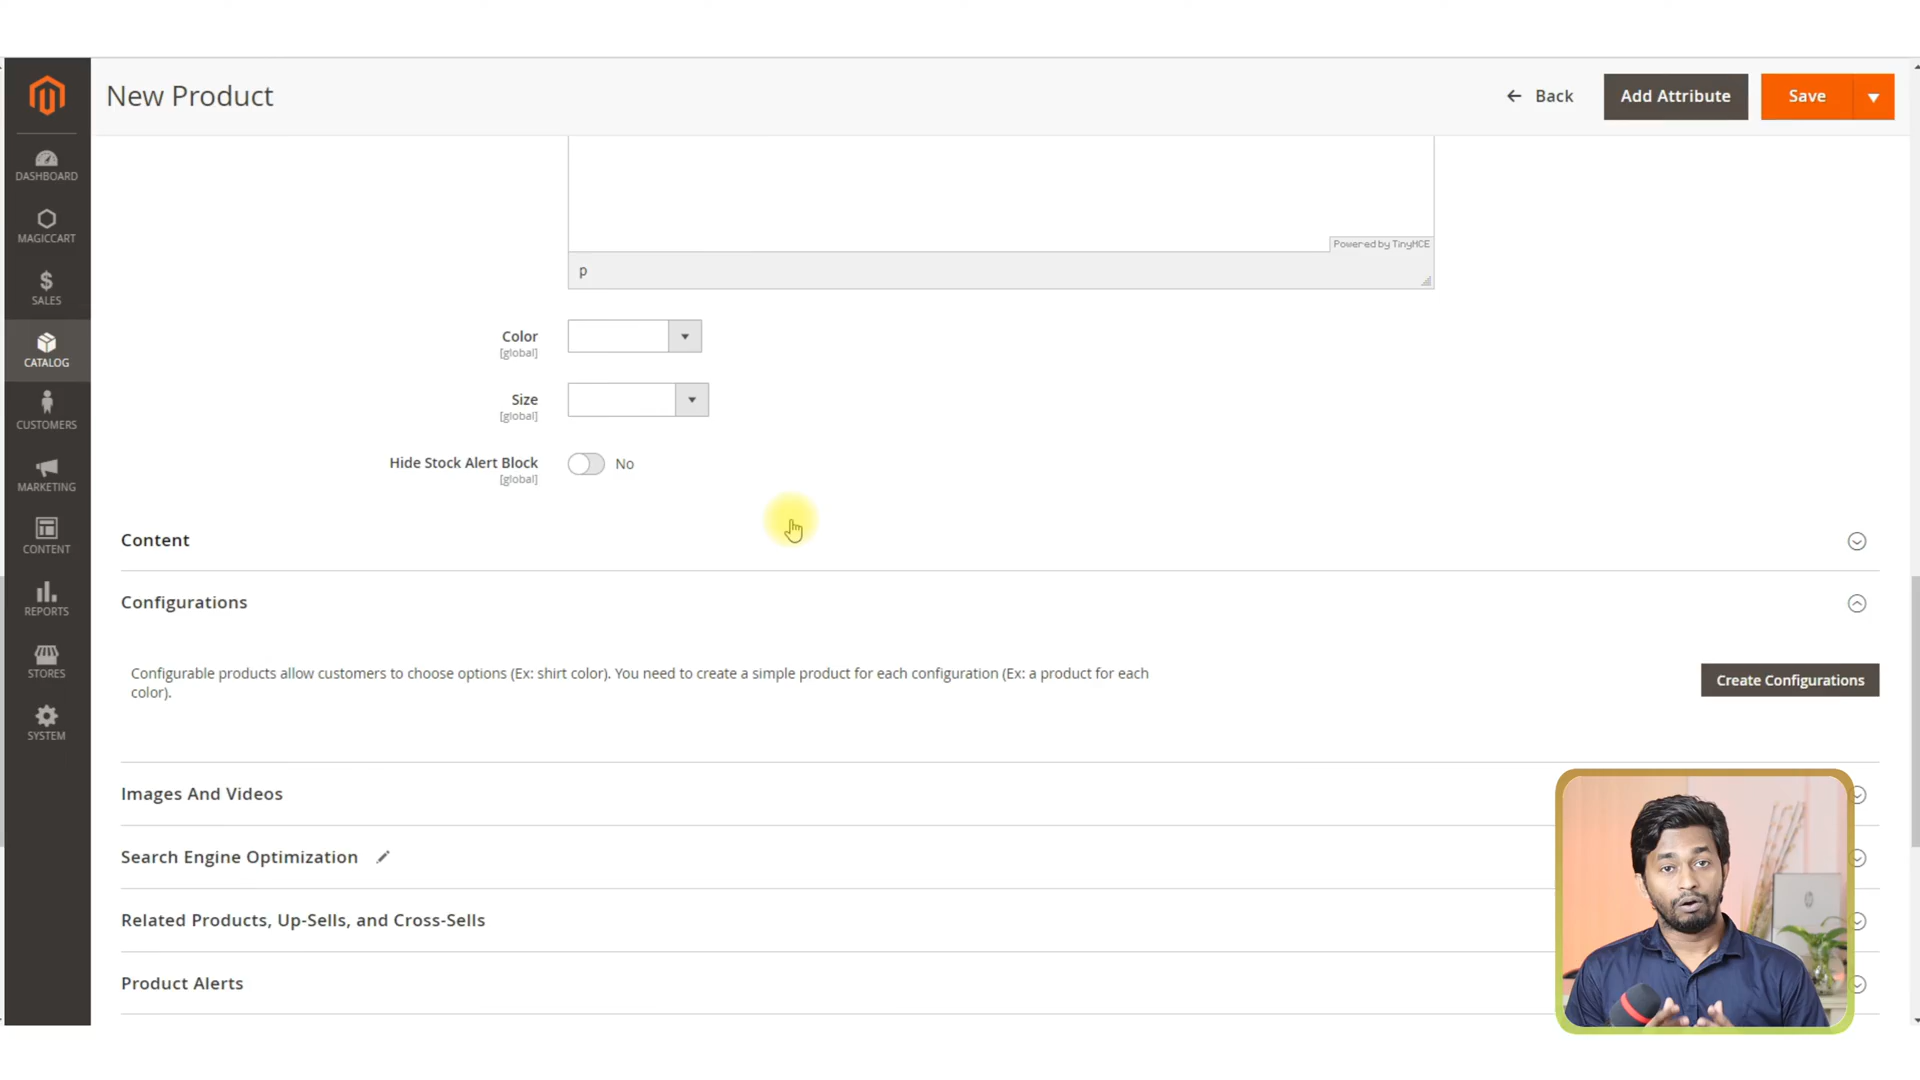 New Product
Back
Add Attribute
Save
DASHBOARD
MAGICCART
SALES
CATALOG
CUSTOMERS
MARKETING
CONTENT
REPORTS
STORES
SYSTEM
Powered by TinyMCE
p
Color
[global]
Size
[global]
Hide Stock Alert Block
[global]
No
Content
Configurations
Configurable products allow customers to choose options (Ex: shirt color). You need to create a simple product for each configuration (Ex: a product for each
color).
Create Configurations
Images And Videos
Search Engine Optimization
Related Products, Up-Sells, and Cross-Sells
Product Alerts